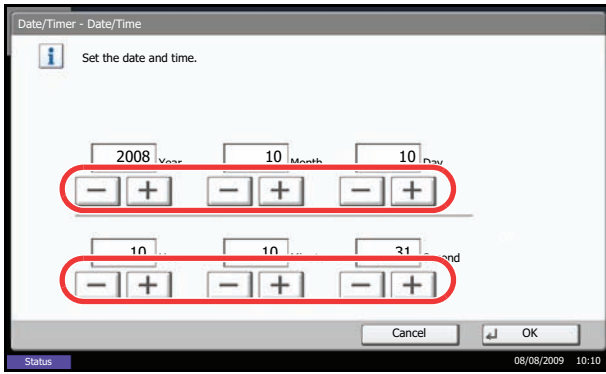 Date/Timer - Date/Time
Set the date and time.
2008 Year 10 Month 10 Day
10 10 31 Second
Cancel OK
Status 08/08/2009 10:10